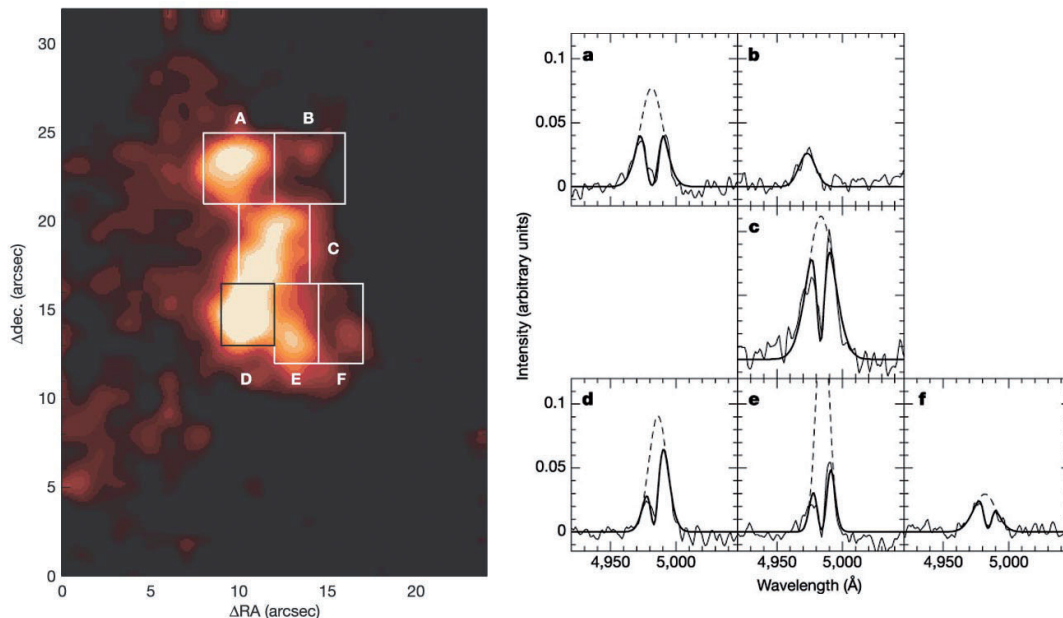 30
25
20
15
10
5
0
Δdec. (arcsec)
A
B
C
D
E
F
0
5
10
15
20
ΔRA (arcsec)
a
b
c
d
e
f
0.1
0.05
0
0.1
0.05
0
Intensity (arbitrary units)
4,950
5,000
4,950
5,000
4,950
5,000
Wavelength (Å)